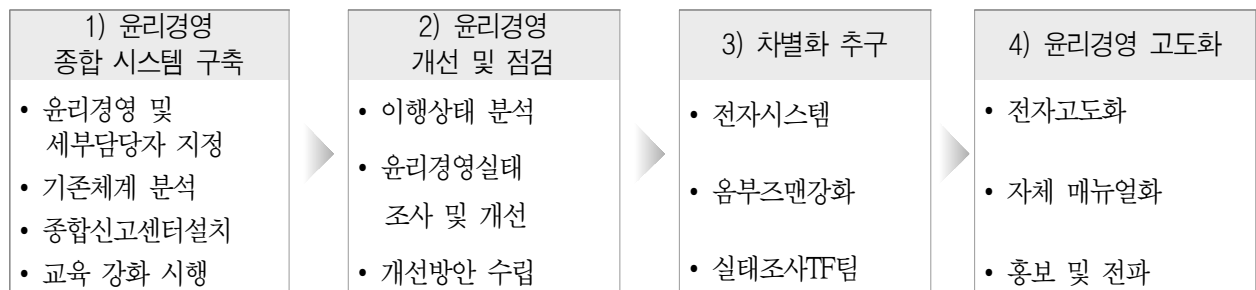 1) 윤리경영
종합 시스템 구축
• 윤리경영 및
세부담당자 지정
• 기존체계 분석
• 종합신고센터설치
• 교육 강화 시행
2) 윤리경영
개선 및 점검
• 이행상태 분석
• 윤리경영실태
조사 및 개선
• 개선방안 수립
3) 차별화 추구
• 전자시스템
• 옴부즈맨강화
• 실태조사TF팀
4) 윤리경영 고도화
• 전자고도화
• 자체 매뉴얼화
• 홍보 및 전파